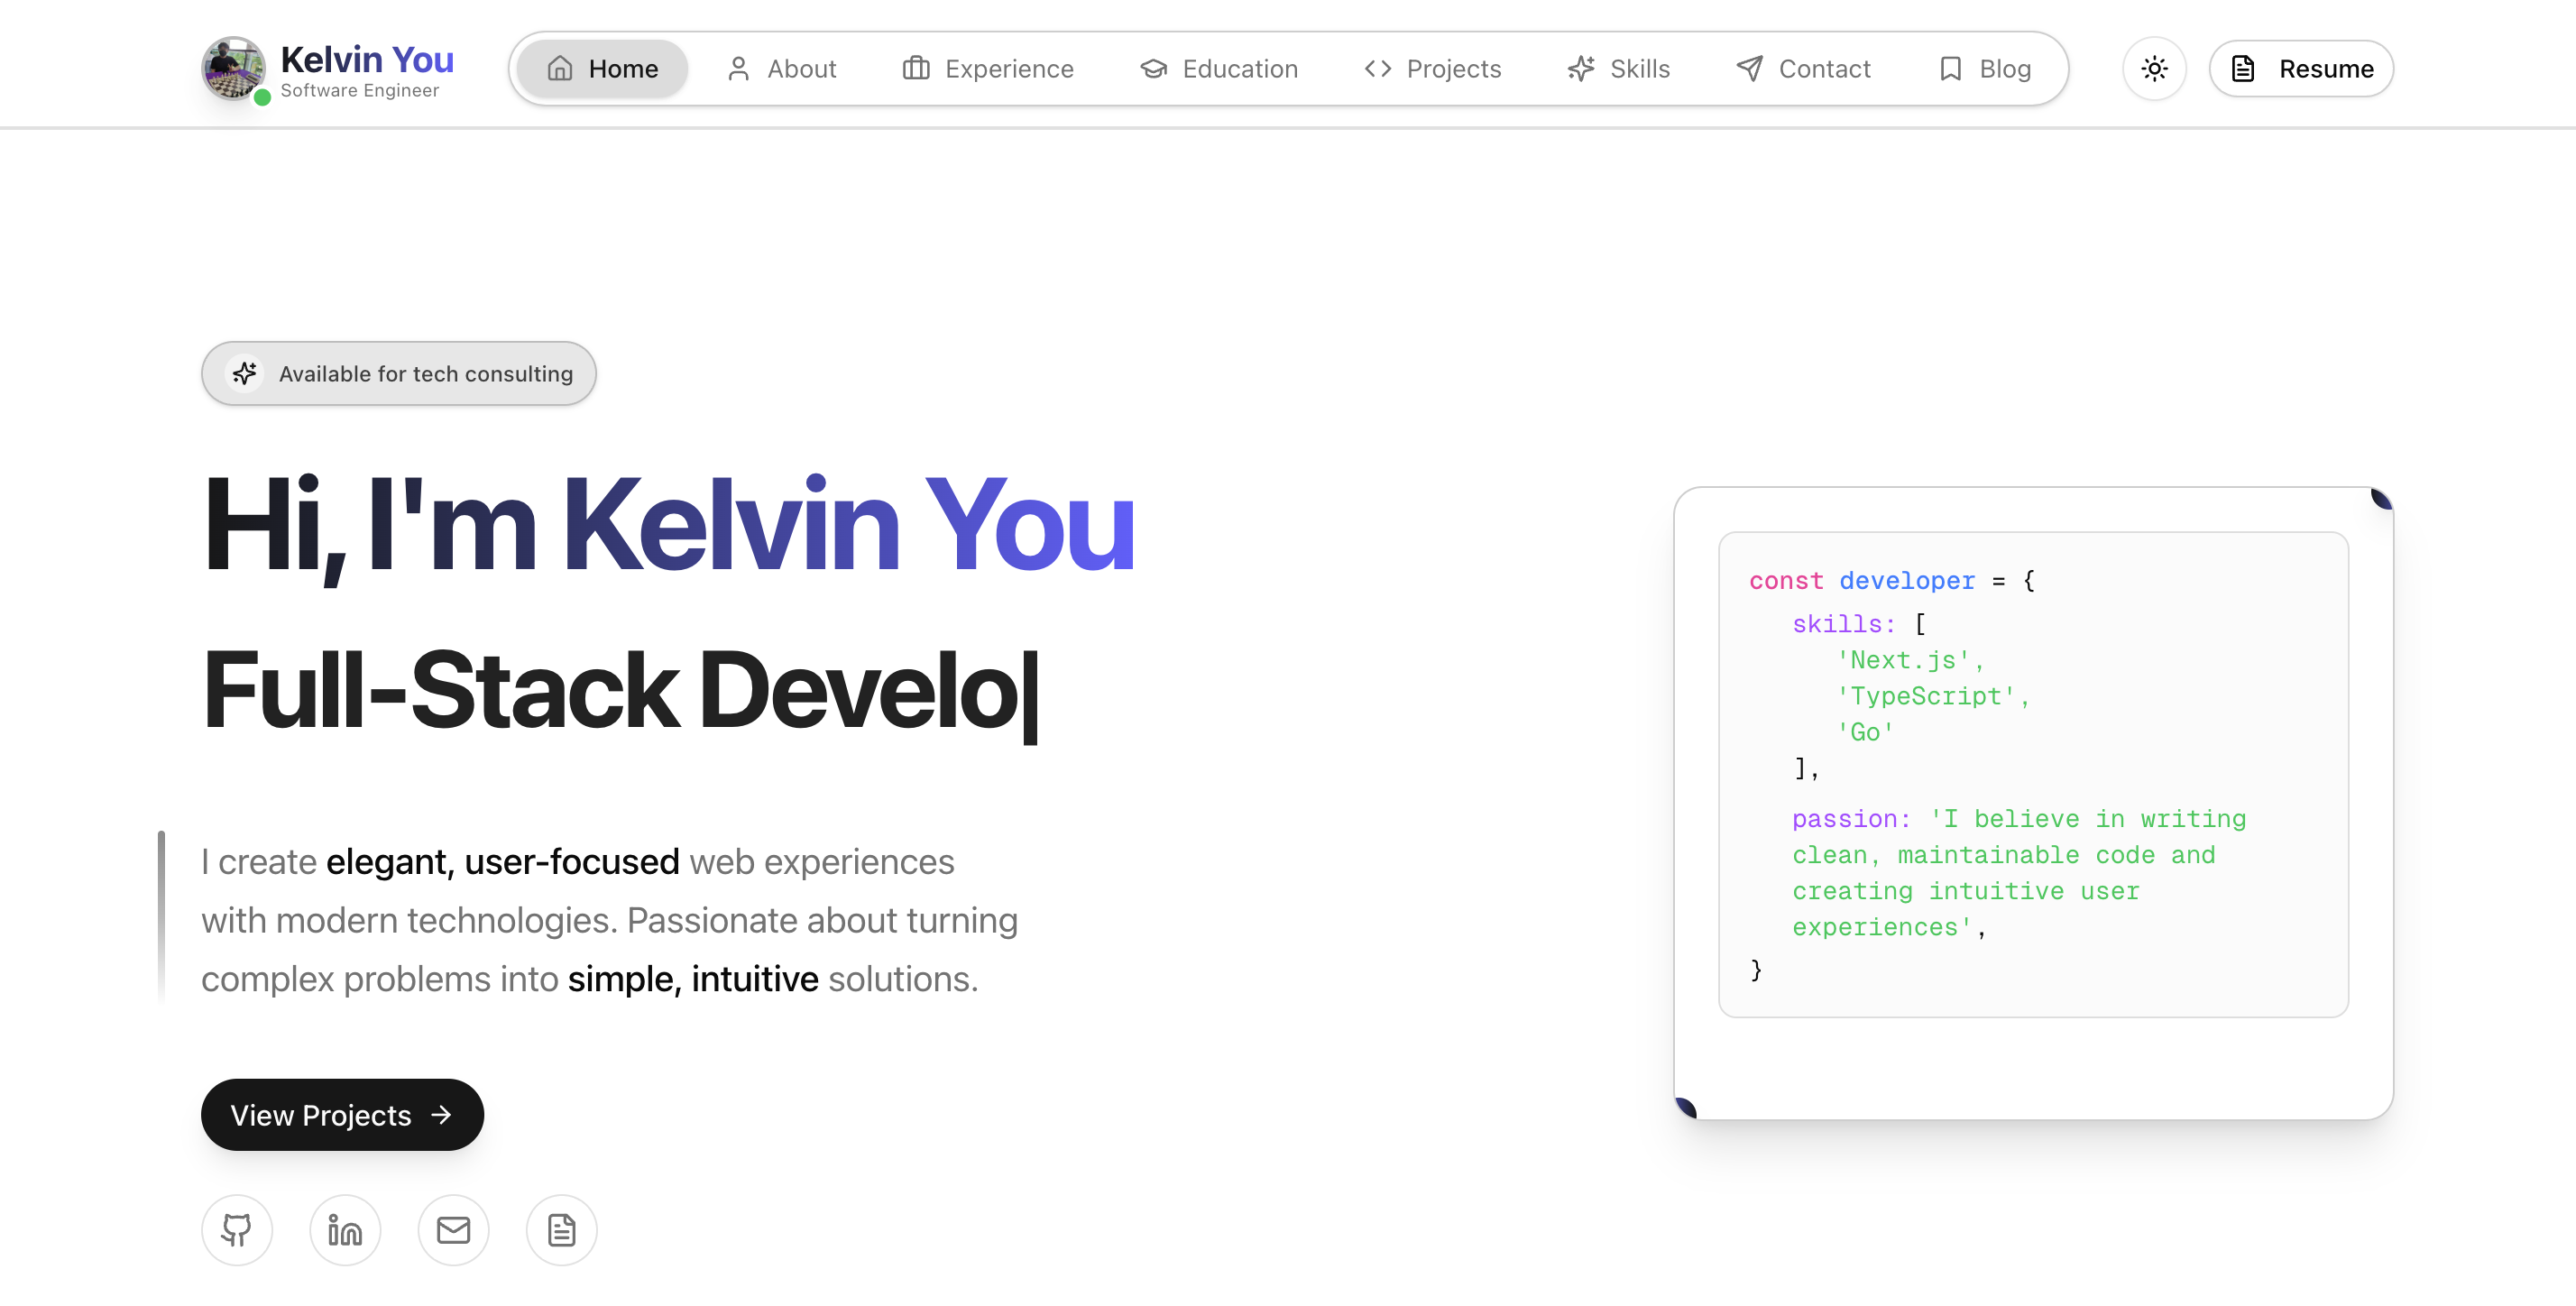 Kelvin You
Software Engineer
Home
About
Experience
Education
Projects
Skills
Contact
Blog
Resume
Available for tech consulting
Hi, I'm Kelvin You
Full-Stack Develo|
I create elegant, user-focused web experiences
with modern technologies. Passionate about turning
complex problems into simple, intuitive solutions.
View Projects
const developer = {
skills: [
'Next.js',
'TypeScript',
'Go'
],
passion: 'I believe in writing
clean, maintainable code and
creating intuitive user
experiences',
}